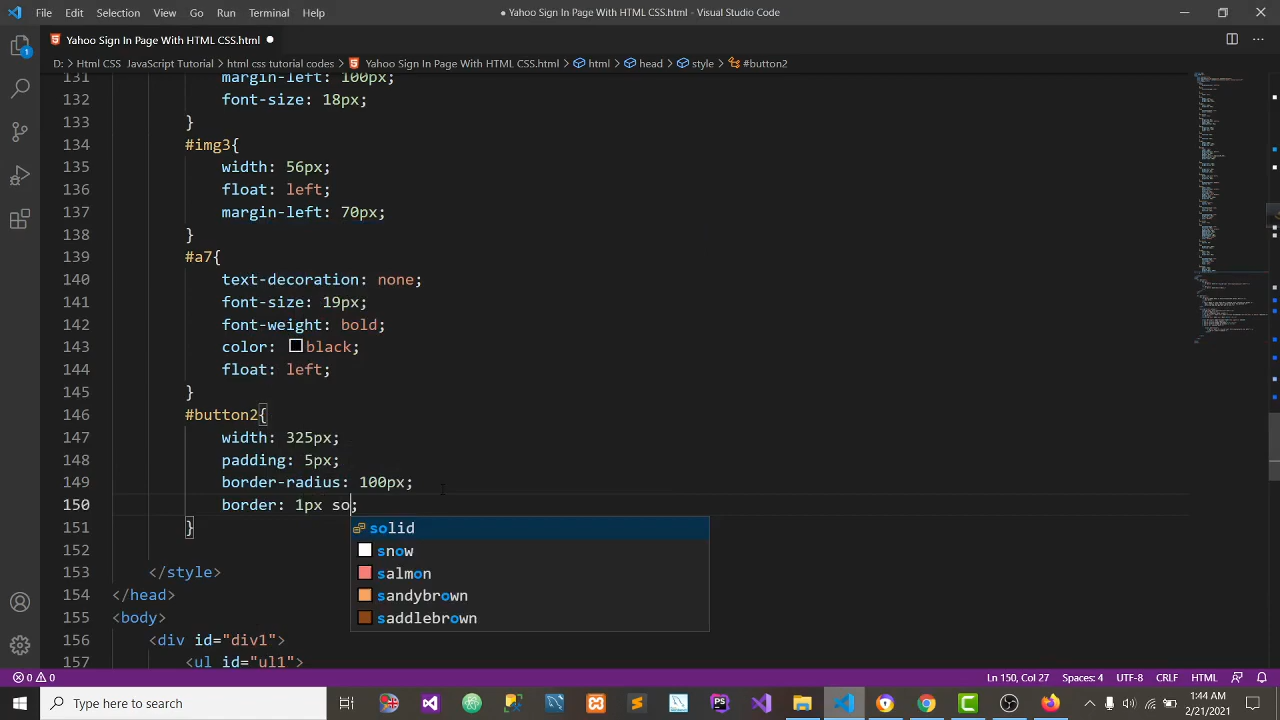 File Edit Selection View Go Run Terminal Help
● Yahoo Sign In Page With HTML CSS.html - Visual Studio Code
Yahoo Sign In Page With HTML CSS.html ●
D: > Html CSS JavaScript Tutorial > html css tutorial codes > Yahoo Sign In Page With HTML CSS.html > html > head > style > #button2
131 margin-left: 100px;
132 font-size: 18px;
133 }
134 #img3{
135 width: 56px;
136 float: left;
137 margin-left: 70px;
138 }
139 #a7{
140 text-decoration: none;
141 font-size: 19px;
142 font-weight: bold;
143 color: black;
144 float: left;
145 }
146 #button2{
147 width: 325px;
148 padding: 5px;
149 border-radius: 100px;
150 border: 1px so;
solid
151 }
152 snow
salmon
153 </style>
154 </head>
sandybrown
155 <body>
saddlebrown
156 <div id="div1">
157 <ul id="ul1">
1
0 0
Ln 150, Col 27 Spaces: 4 UTF-8 CRLF HTML
Type here to search
PS
1:44 AM
2/21/2021